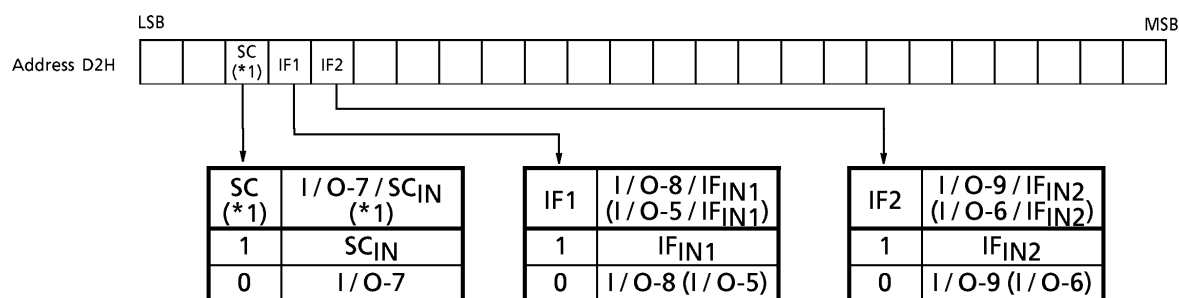 LSB MSB
Address D2H SC (*1) IF1 IF2
SC (*1) I/O-7/SCIN (*1)
1 SCIN
0 I/O-7
IF1 I/O-8/IFIN1 (I/O-5/IFIN1)
1 IFIN1
0 I/O-8 (I/O-5)
IF2 I/O-9/IFIN2 (I/O-6/IFIN2)
1 IFIN2
0 I/O-9 (I/O-6)